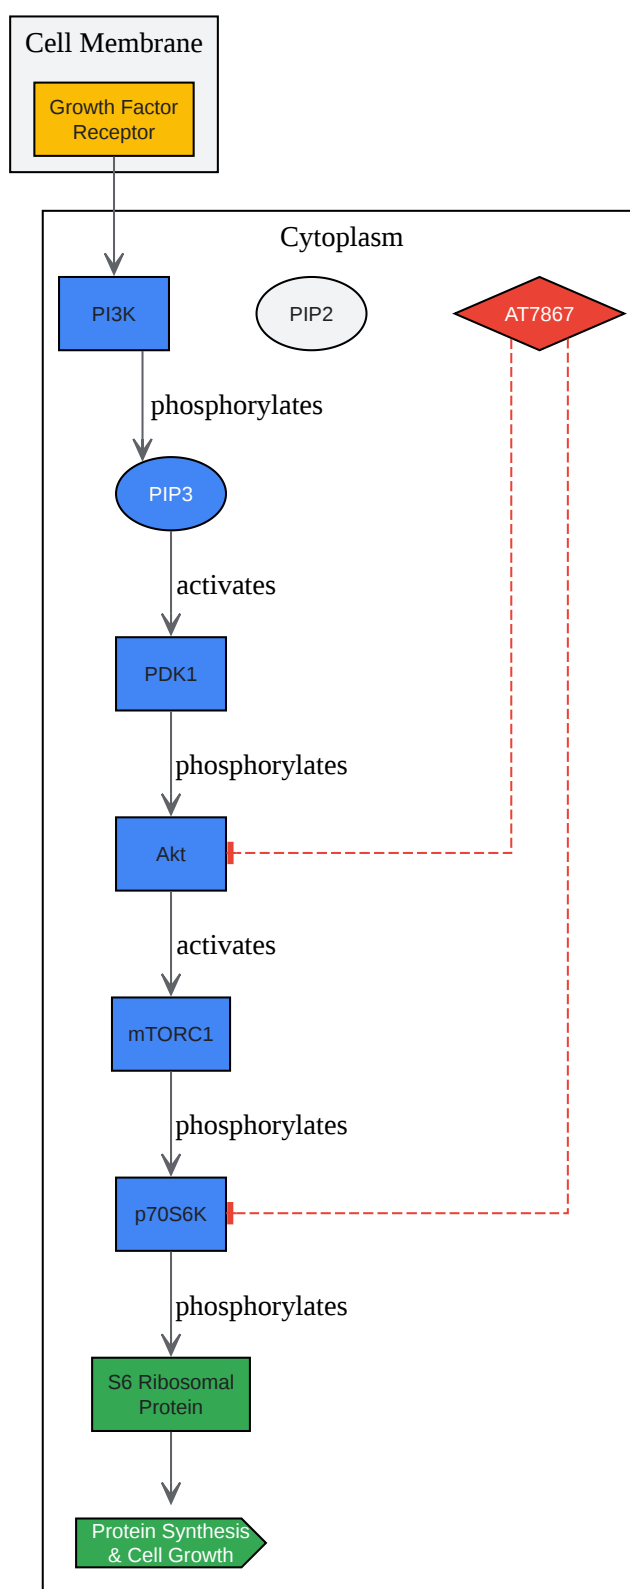 Cell Membrane
Growth Factor
Receptor
Cytoplasm
PI3K
PIP2
AT7867
phosphorylates
PIP3
activates
PDK1
phosphorylates
Akt
activates
mTORC1
phosphorylates
p70S6K
phosphorylates
S6 Ribosomal
Protein
Protein Synthesis
& Cell Growth